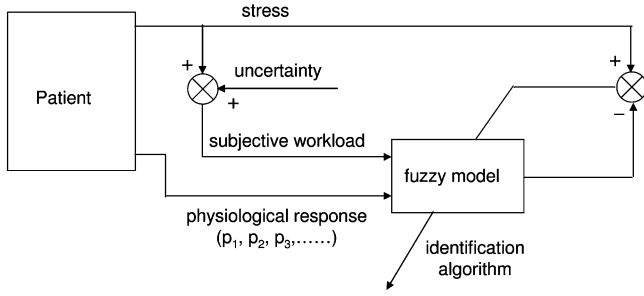 stress
+
+
uncertainty
Patient
+
−
subjective workload
fuzzy model
physiological response
(p₁, p₂, p₃,……)
identification
algorithm